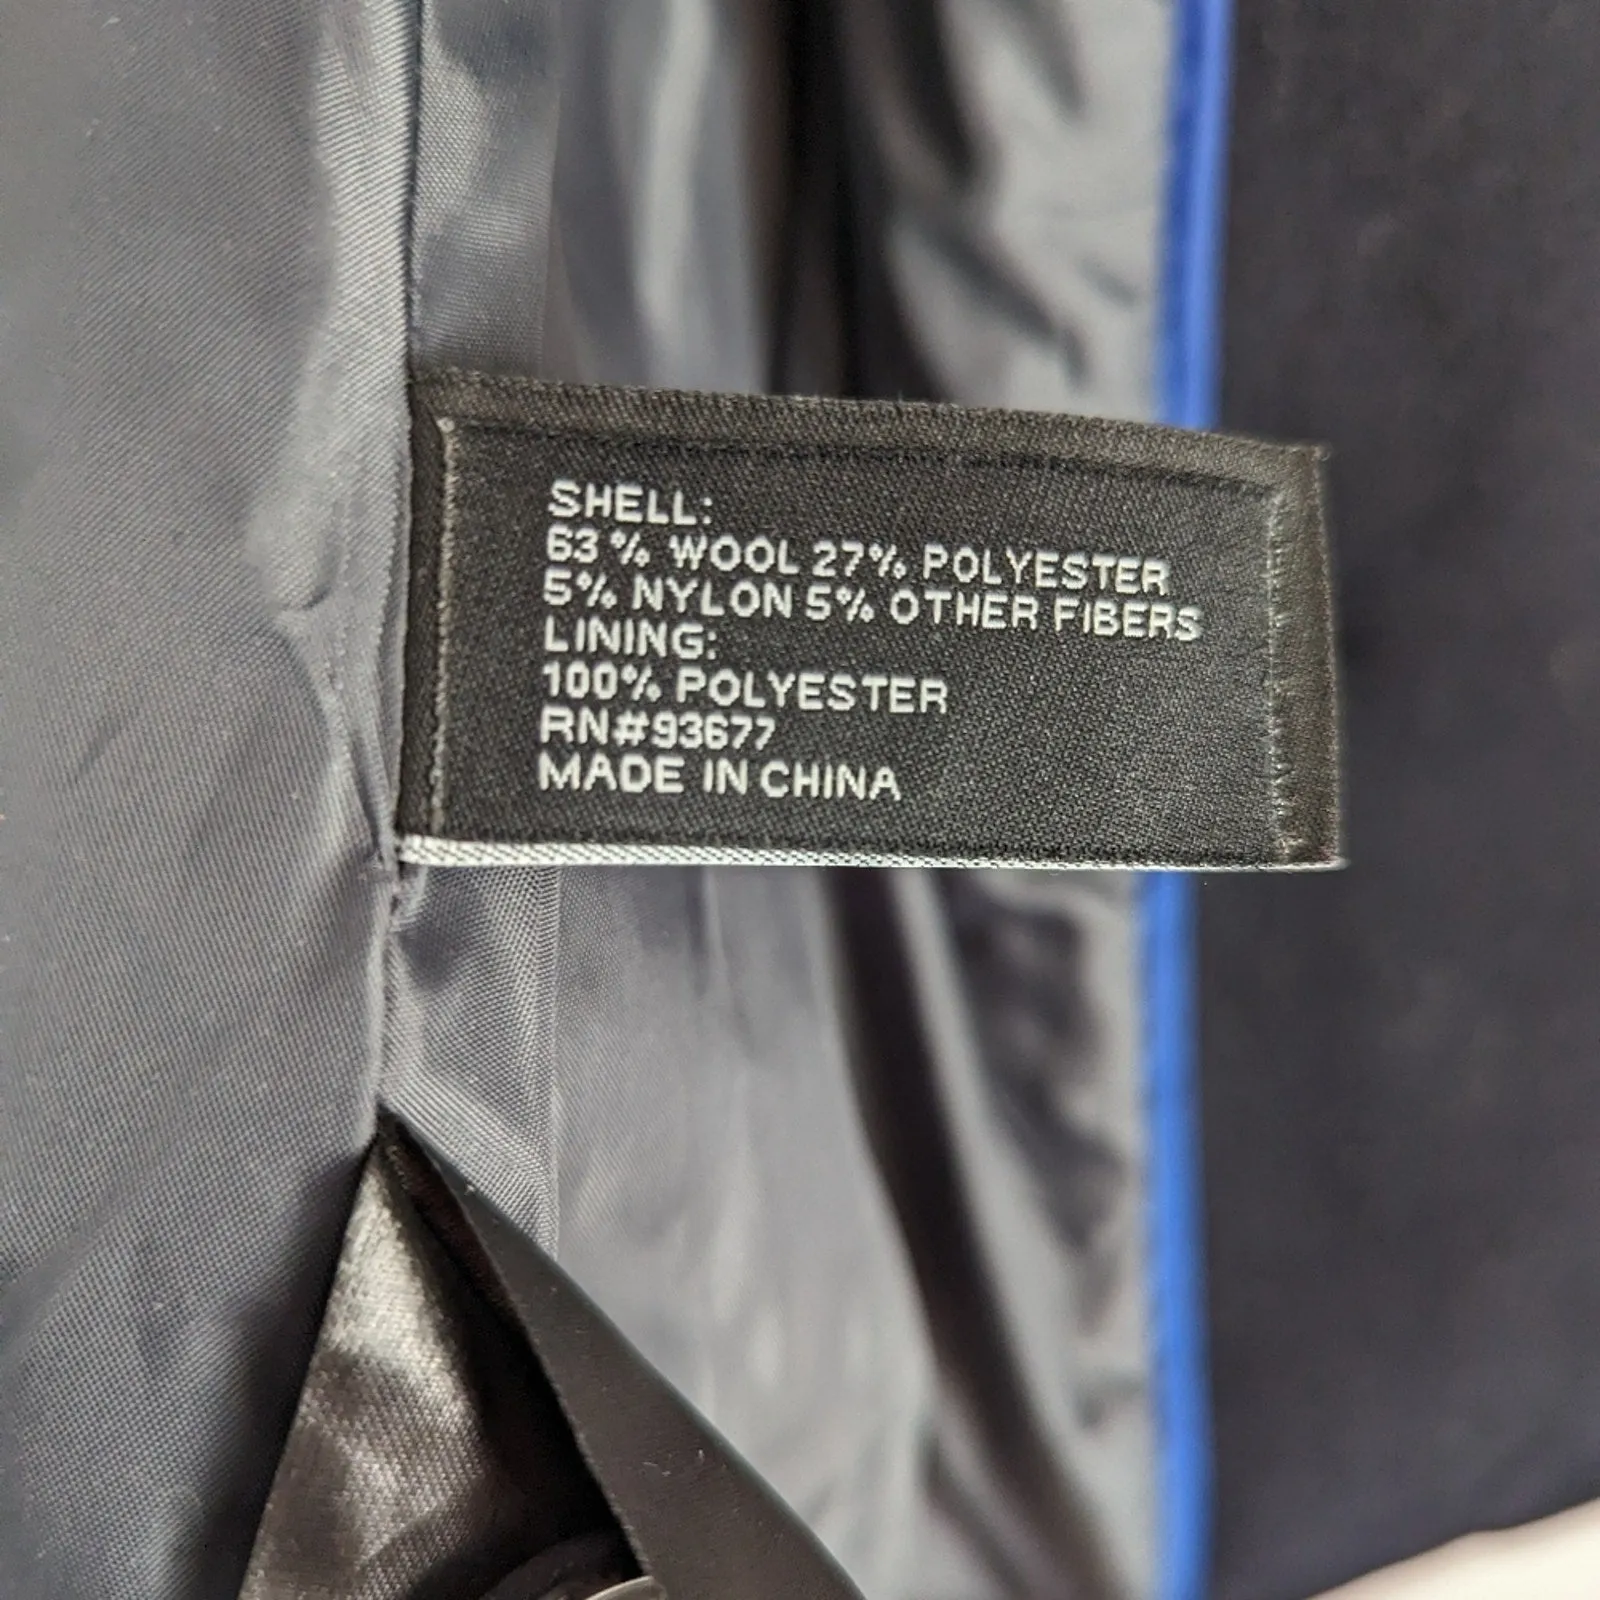 SHELL:
63% WOOL 27% POLYESTER
5% NYLON 5% OTHER FIBERS
LINING:
100% POLYESTER
RN#93677
MADE IN CHINA